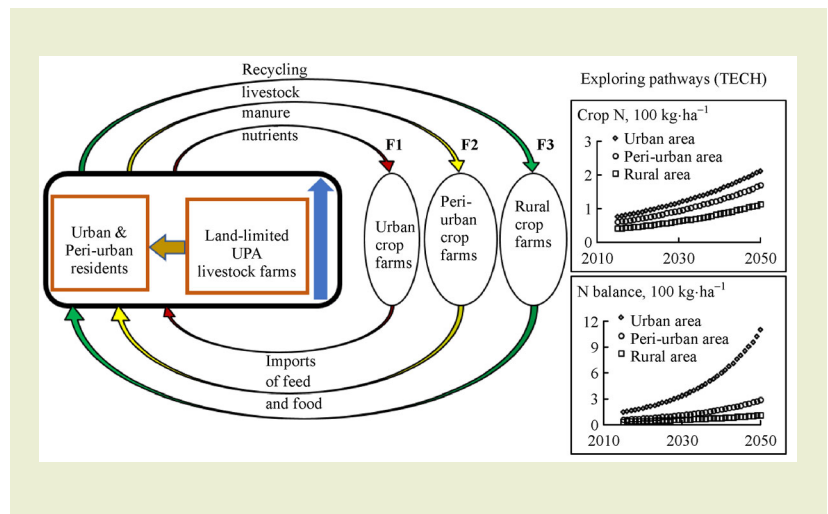 Recycling
livestock
manure
nutrients
F1
F2
F3
Urban &
Peri-urban
residents
Land-limited
UPA
livestock farms
Urban
crop
farms
Peri-
urban
crop
farms
Rural
crop
farms
Imports
of feed
and food
Exploring pathways (TECH)
Crop N, 100 kg·ha⁻¹
3
2
1
0
Urban area
Peri-urban area
Rural area
2010
2030
2050
N balance, 100 kg·ha⁻¹
12
9
6
3
0
Urban area
Peri-urban area
Rural area
2010
2030
2050